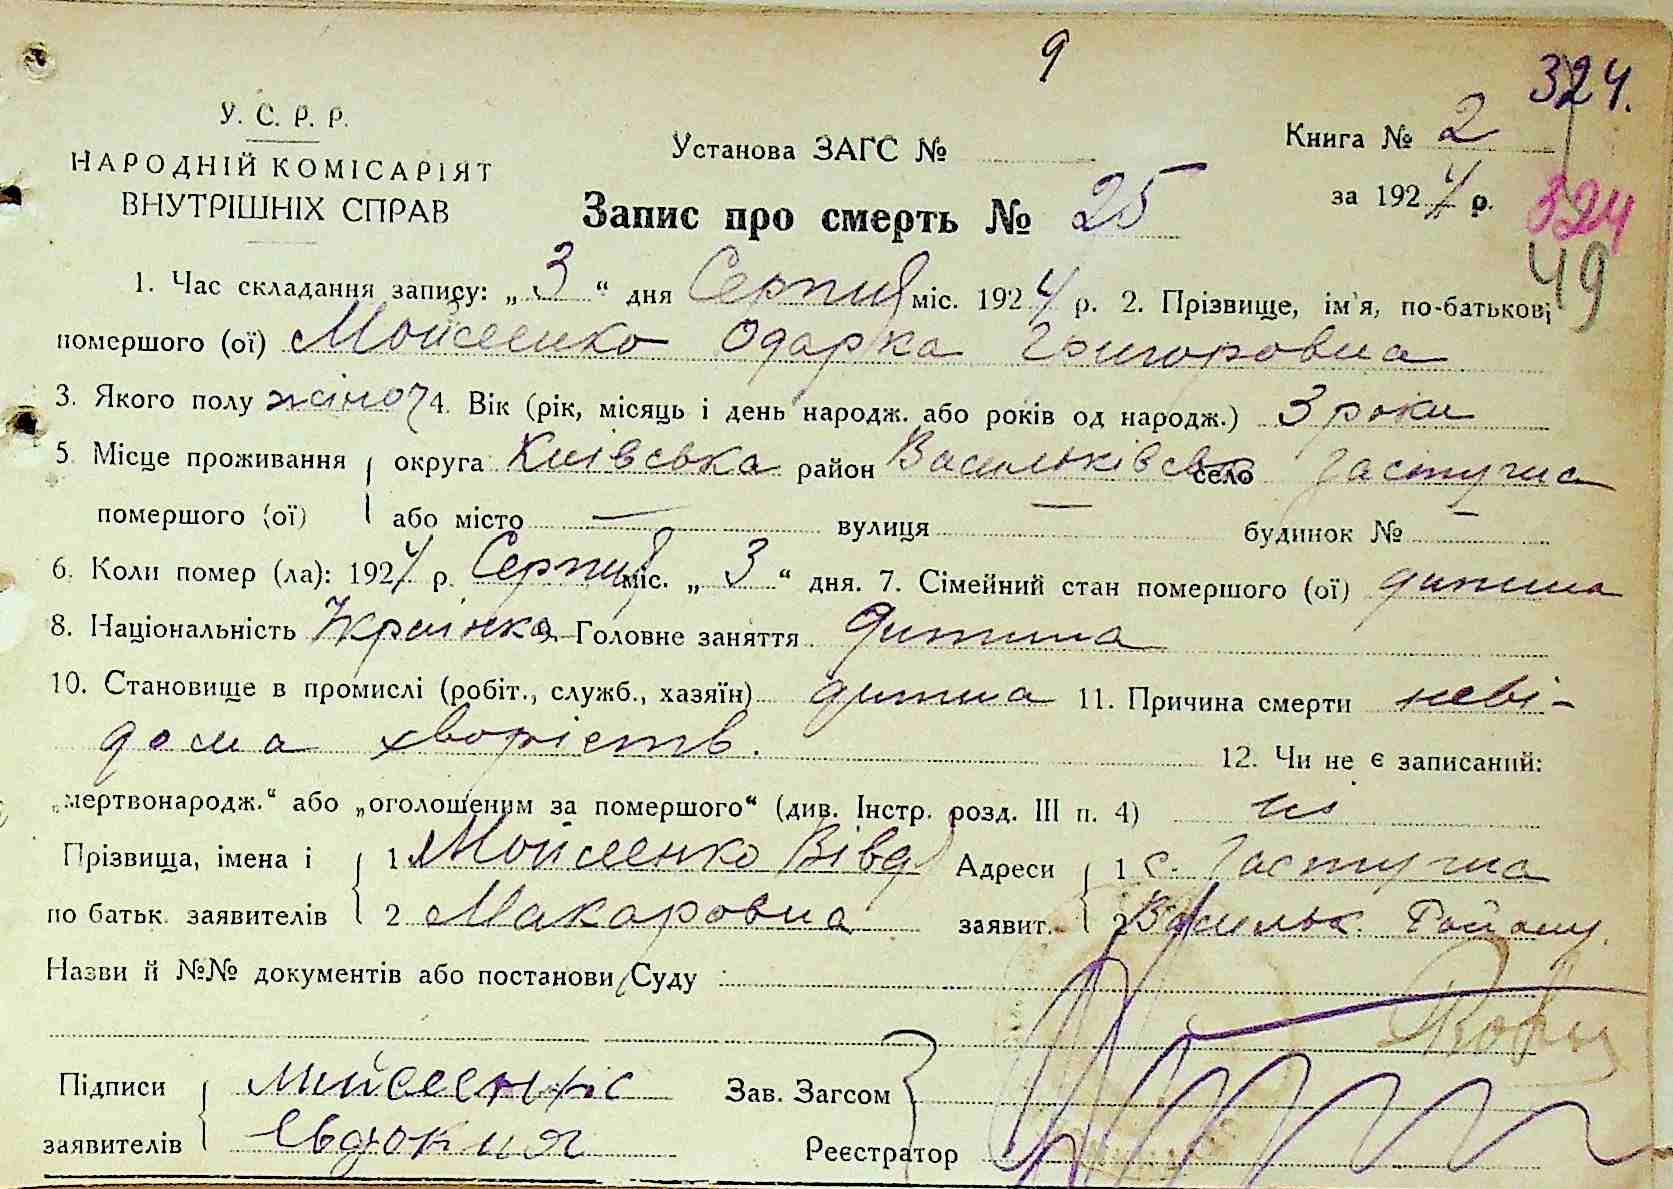 9
324.
У. С. Р. Р.
НАРОДНІЙ КОМІСАРІЯТ
ВНУТРІШНІХ СПРАВ
Установа ЗАГС №
Книга № 2
за 1924 р.
324
49
Запис про смерть № 25
1. Час складання запису: „ 3 “ дня Серпня міс. 1924 р. 2. Прізвище, ім'я, по-батькові
помершого (ої) Мойсеенко Одарка Григоровна
3. Якого полу жіноч 4. Вік (рік, місяць і день народж. або років од народж.) 3 роки
5. Місце проживання округа Київська район Васильківськ село Застугна
помершого (ої) або місто — вулиця — будинок № —
6. Коли помер (ла): 1924 р. Серпня міс. „ 3 “ дня. 7. Сімейний стан помершого (ої) дитина
8. Національність Українка 9. Головне заняття Дитина
10. Становище в промислі (робіт., служб., хазяїн) дитина 11. Причина смерти неві-
дома хворість. 12. Чи не є записаний:
„мертвонародж.“ або „оголошеним за помершого“ (див. Інстр. розд. III п. 4) ні
Прізвища, імена і 1 Мойсеенко Вівд Адреси 1 с. Застугна
по батьк. заявителів 2 Макаровна заявит. 2 Васильк. Району.
Назви й №№ документів або постанови Суду
Підписи Мийсеенко Зав. Загсом
заявителів Євдокия Реєстратор